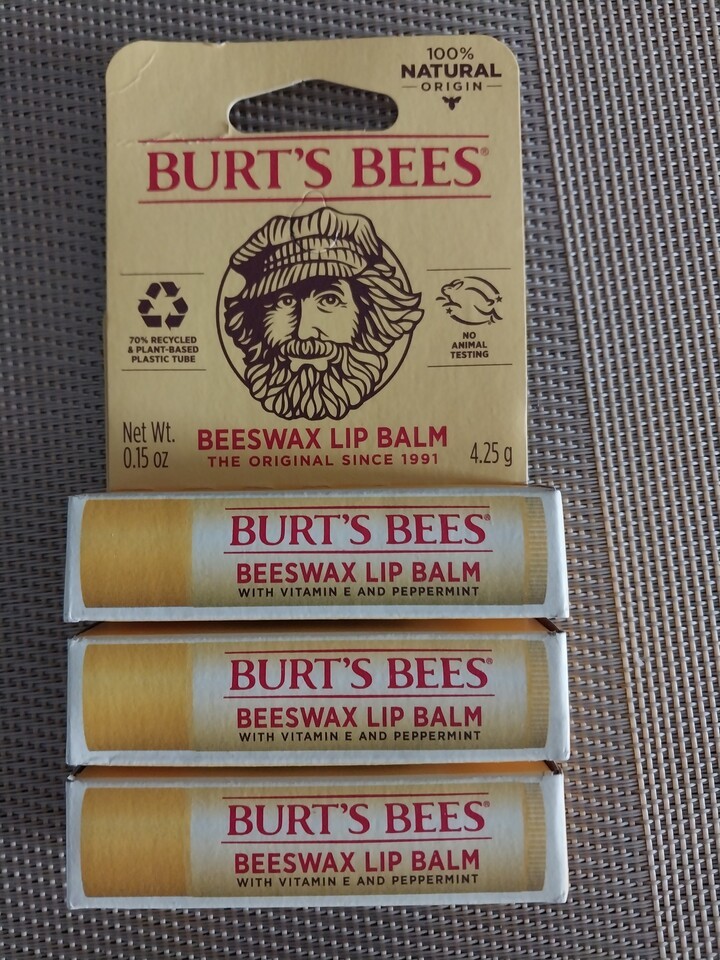 100%
NATURAL
ORIGIN
BURT'S BEES®
70% RECYCLED
& PLANT-BASED
PLASTIC TUBE
NO
ANIMAL
TESTING
Net Wt.
0.15 oz
BEESWAX LIP BALM
THE ORIGINAL SINCE 1991
4.25 g
BURT'S BEES®
BEESWAX LIP BALM
WITH VITAMIN E AND PEPPERMINT
BURT'S BEES®
BEESWAX LIP BALM
WITH VITAMIN E AND PEPPERMINT
BURT'S BEES®
BEESWAX LIP BALM
WITH VITAMIN E AND PEPPERMINT